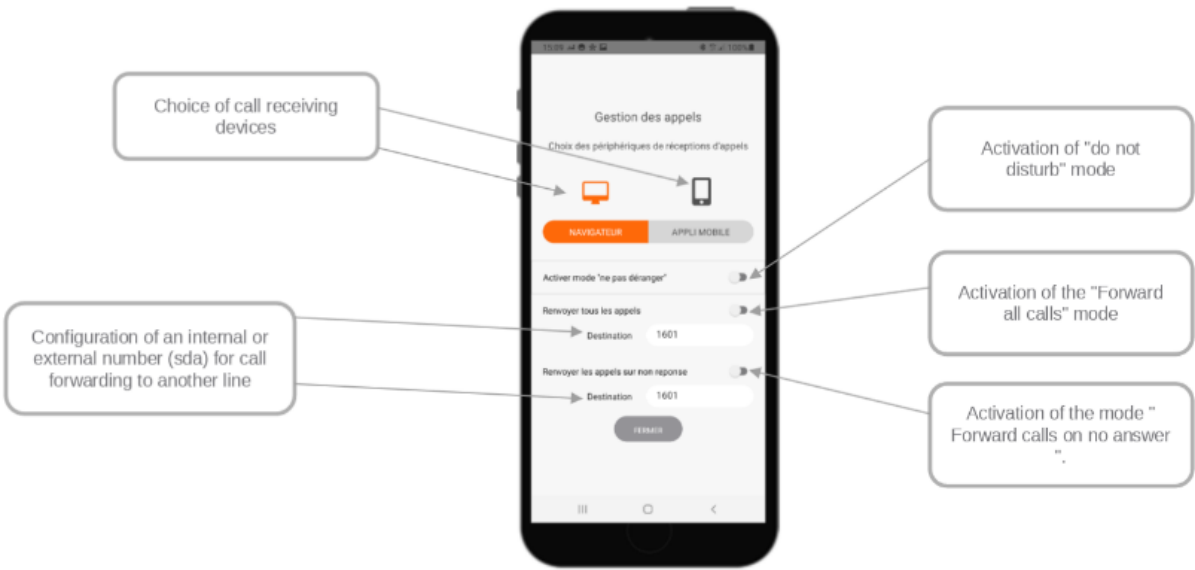 15:09
100%
Gestion des appels
Choix des périphériques de réceptions d'appels
NAVIGATEUR
APPLI MOBILE
Activer mode "ne pas déranger"
Renvoyer tous les appels
Destination
1601
Renvoyer les appels sur non reponse
Destination
1601
FERMER
Choice of call receiving
devices
Configuration of an internal or
external number (sda) for call
forwarding to another line
Activation of "do not
disturb" mode
Activation of the "Forward
all calls" mode
Activation of the mode "
Forward calls on no answer
".